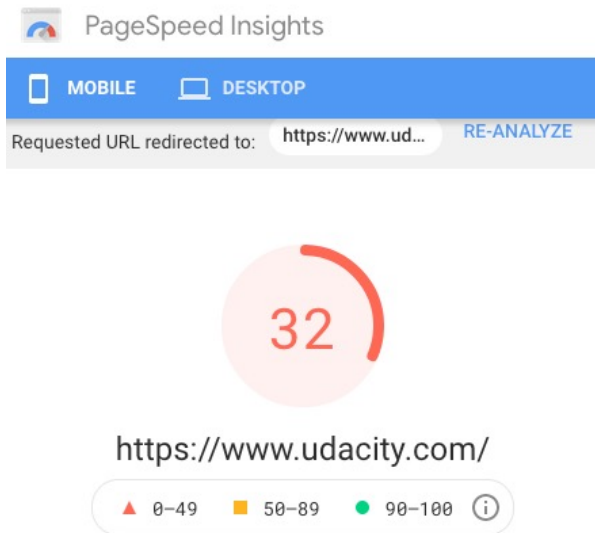 PageSpeed Insights
MOBILE DESKTOP
Requested URL redirected to: https://www.ud... RE-ANALYZE
32
https://www.udacity.com/
0–49 50–89 90–100